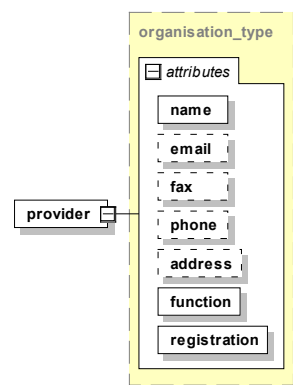 organisation_type
attributes
name
email
fax
phone
provider
address
function
registration